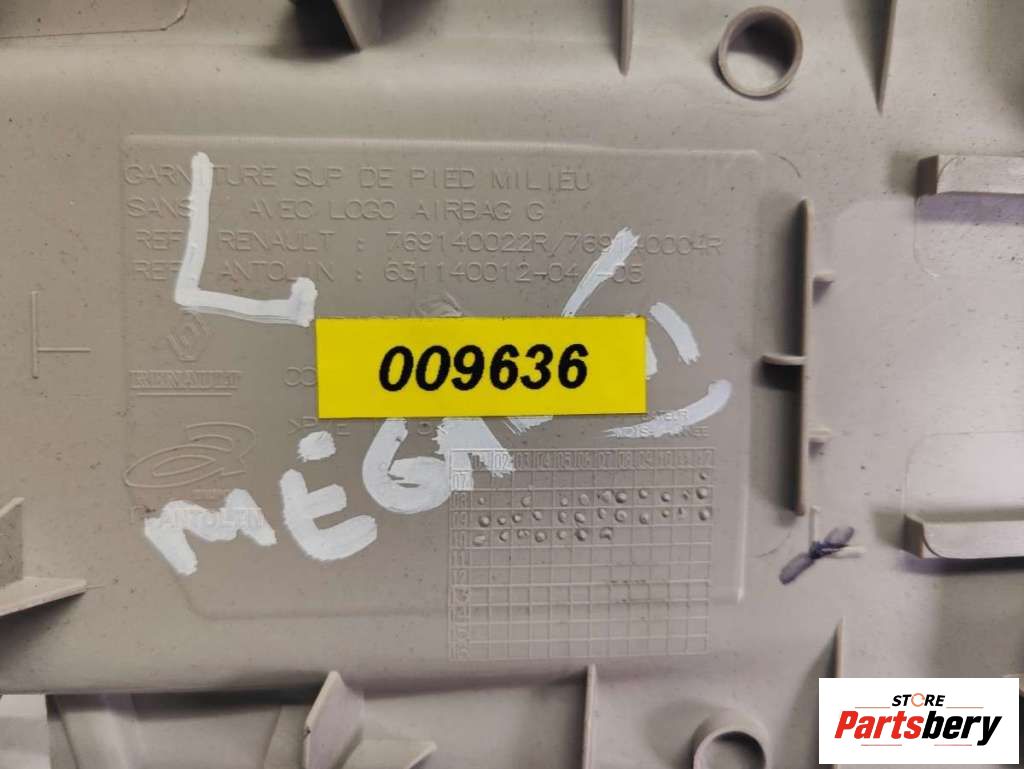 GARNITURE SUP DE PIED MILIEU
SANS AVEC LOGO AIRBAG G
REF RENAULT : 769140022R/769140004R
REF ANTOLIN : 631140012-04 -05
L
009636
RENAULT
MEGAN
ANTOLIN
STORE
Partsbery